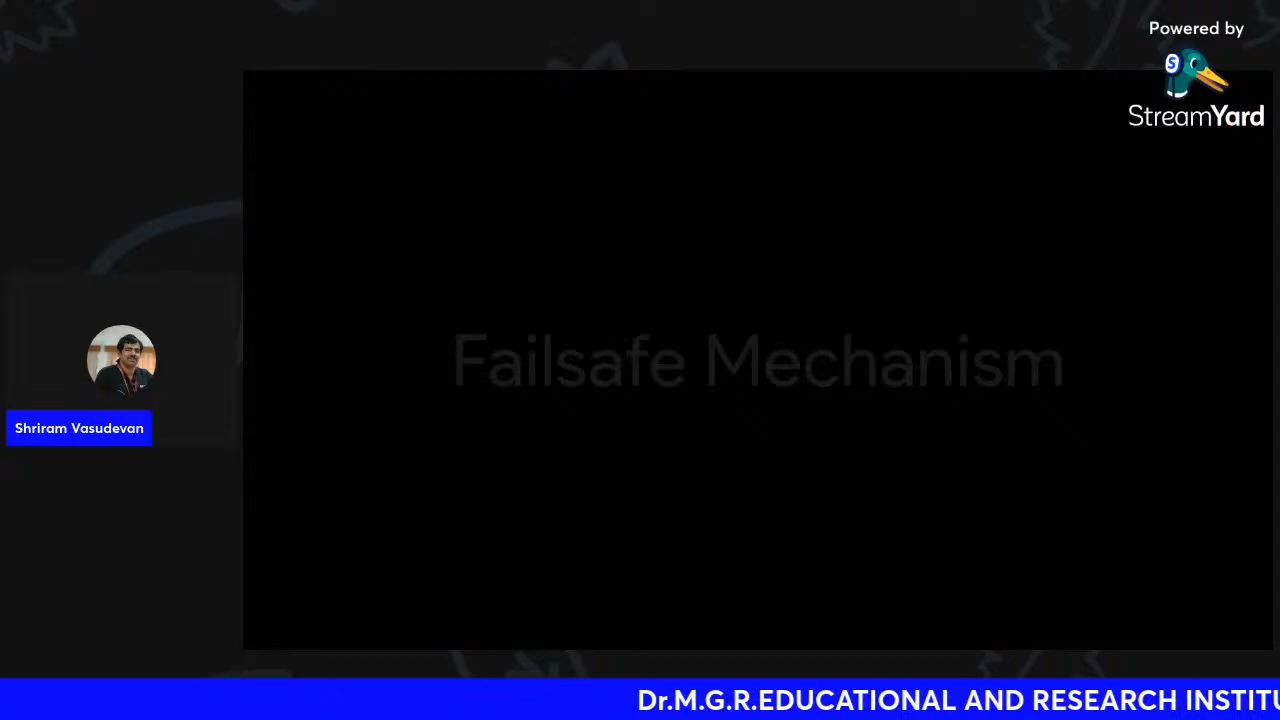 Powered by
S
StreamYard
Failsafe Mechanism
Shriram Vasudevan
Dr.M.G.R.EDUCATIONAL AND RESEARCH INSTITU